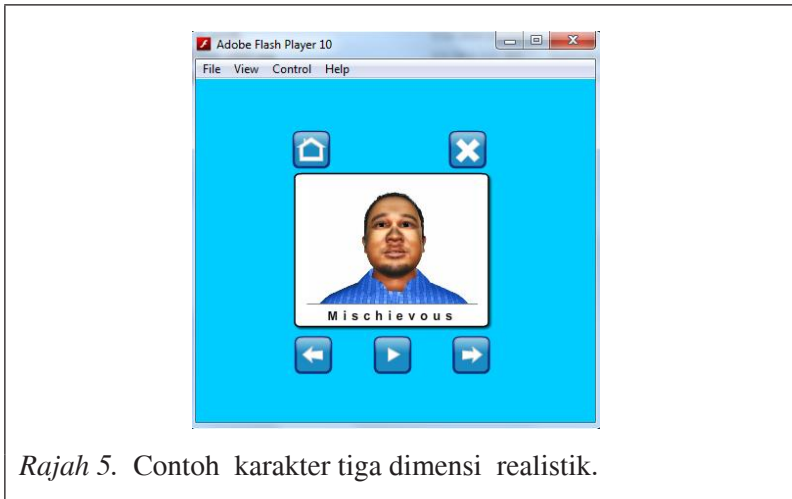 Adobe Flash Player 10
File View Control Help
Mischievous
Rajah 5. Contoh karakter tiga dimensi realistik.